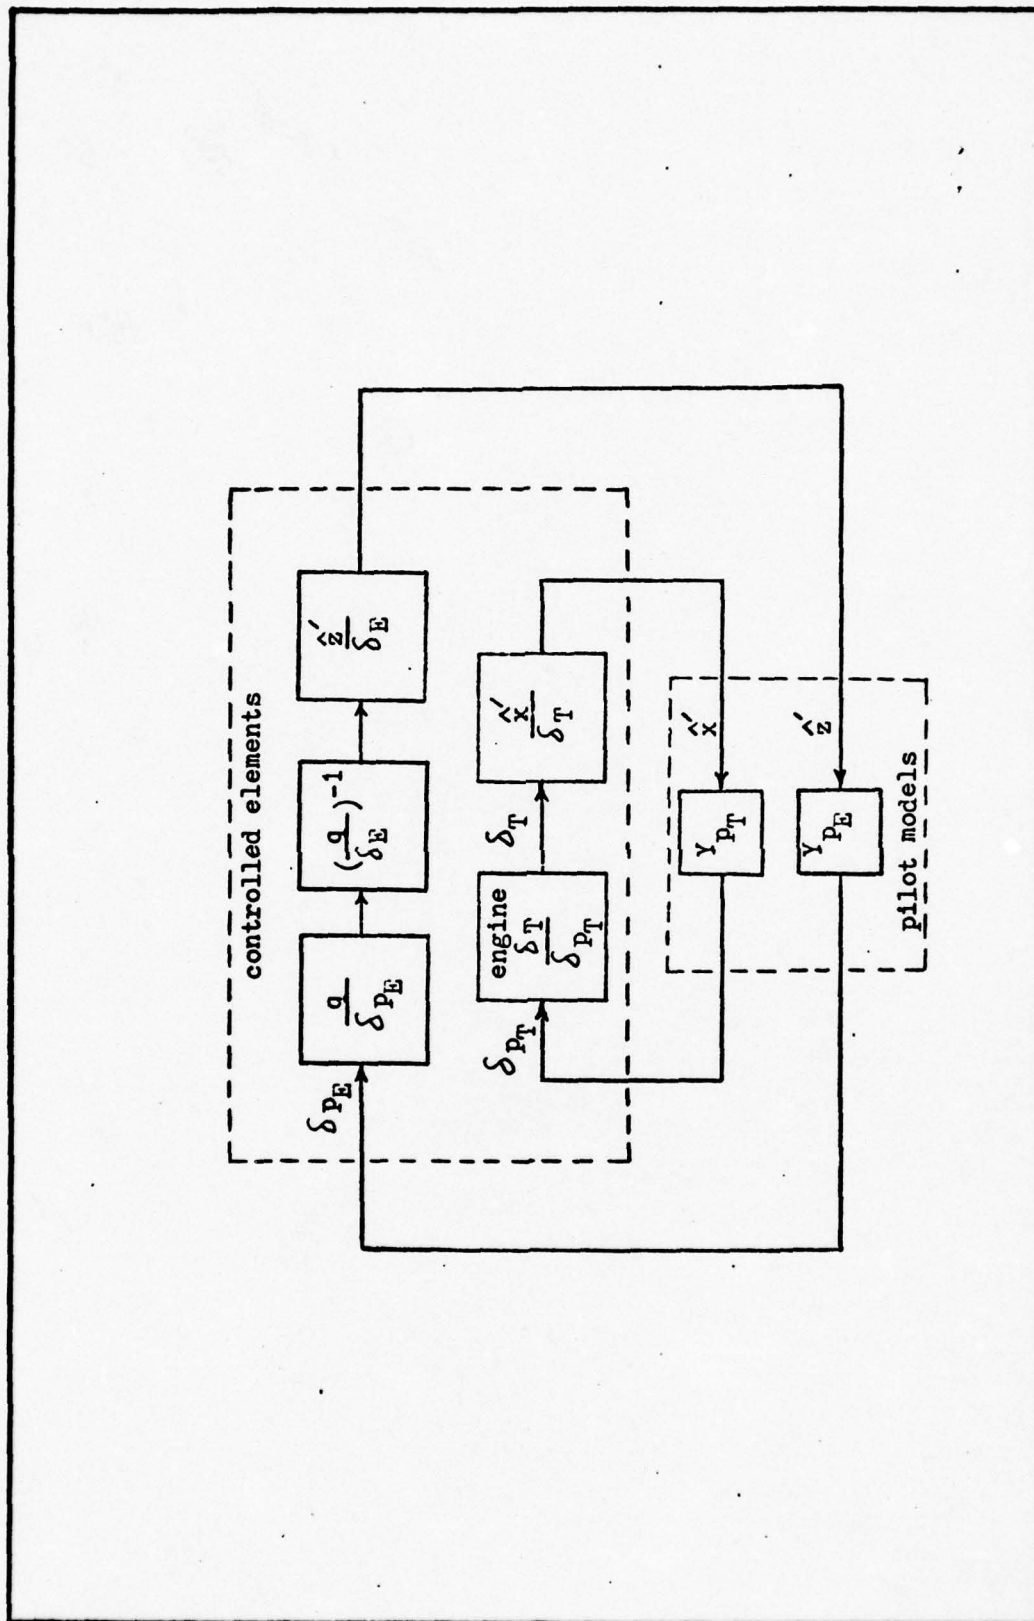 controlled elements
δ_{p_E}
q / δ_{p_E}
(q / δ_E)^{-1}
ẑ′ / δ_E
δ_{p_T}
engine
δ_T / δ_{p_T}
δ_T
x̂′ / δ_T
Y_{p_T}
x̂′
Y_{p_E}
ẑ′
pilot models